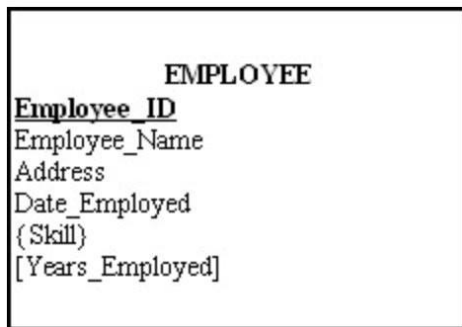 EMPLOYEE
Employee_ID
Employee_Name
Address
Date_Employed
{Skill}
[Years_Employed]